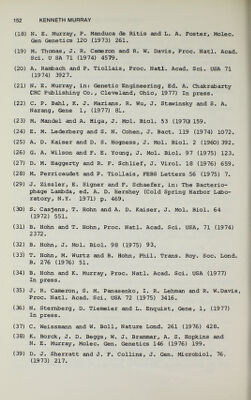 162 KENNETH MURRAY
(18) N. E. Murray, P. Manduca de Ritis and L. A. Foster, Molec.
Gen Genetics 120 (1973) 261.
(19) M. Thomas, J. R. Cameron and R. W. Davis, Proc. Natl. Acad.
Sci. USA 71 (1974) 4579.
(20) A. Rambach and P. Tiollais, Proc. Natl. Acad. Sci. USA 71
(1974) 3927.
(21) N. E. Murray, in: Genetic Engineering, Ed. A. Chakrabarty
CRC Publishing Co., Cleveland, Ohio, 1977) In press.
(22) C. P. Bahl, K. J. Marians, R. Wu, J. Stawinsky and S. A.
Narang, Gene 1, (1977) 81.
(23) M. Mandel and A. Higa, J. Mol. Biol. 53 (1970) 159.
(24) E. M. Lederberg and S. N. Cohen, J. Bact. 119 (1974) 1072.
(25) A. D Kaiser and D. S. Hogness, J. Mol. Biol. 2 (1960) 392.
(26) G. A. Wilson and F. E. Young, J. Mol. Biol. 97 (1975) 123.
(27) D. M. Haggerty and R. F. Schlief, J. Virol. 18 (1976) 659.
(28) M. Perricaudet and P. Tiollais, FEBS Letters 56 (1975) 7.
(29) J. Zissler, E. Signer and F. Schaefer, in: The Bacterio-
phage Lambda, ed. A. D. Hershey (Cold Spring Harbor Labo-
ratory, N.Y. 1971) p. 469.
(30) S. Carjens, T. Hohn and A. D. Kaiser, J. Mol. Biol. 64
(1972) 551.
(31) B. Hohn and T. Hohn, Proc. Natl. Acad. Sci. USA, 71 (1974)
2372.
(32) B. Hohn, J. Mol. Biol. 98 (1975) 93.
(33) T. Hohn, M. Wurtz and B. Hohn, Phil. Trans. Roy. Soc. Lond.
B. 276 (1976) 51.
(34) B. Hohn and K. Murray, Proc. Natl. Acad. Sci. USA (1977)
In press.
(35) J. R. Cameron, S. M. Panasenko, I. R. Lehman and R. W.Davis,
Proc. Natl. Acad. Sci. USA 72 (1975) 3416.
(36) N. Sternberg, D. Tiemeier and L. Enquist, Gene, 1, (1977)
In press.
(37) C. Weissmann and W. Boll, Nature Lond. 261 (1976) 428.
(38) K. Borck, J. D. Beggs, W. J. Brammar, A. S. Hopkins and
N. E. Murray, Molec. Gen. Genetics 146 (1976) 199.
(39) D. J. Sherratt and J. F. Collins, J. Gen. Microbiol. 76.
(1973) 217.